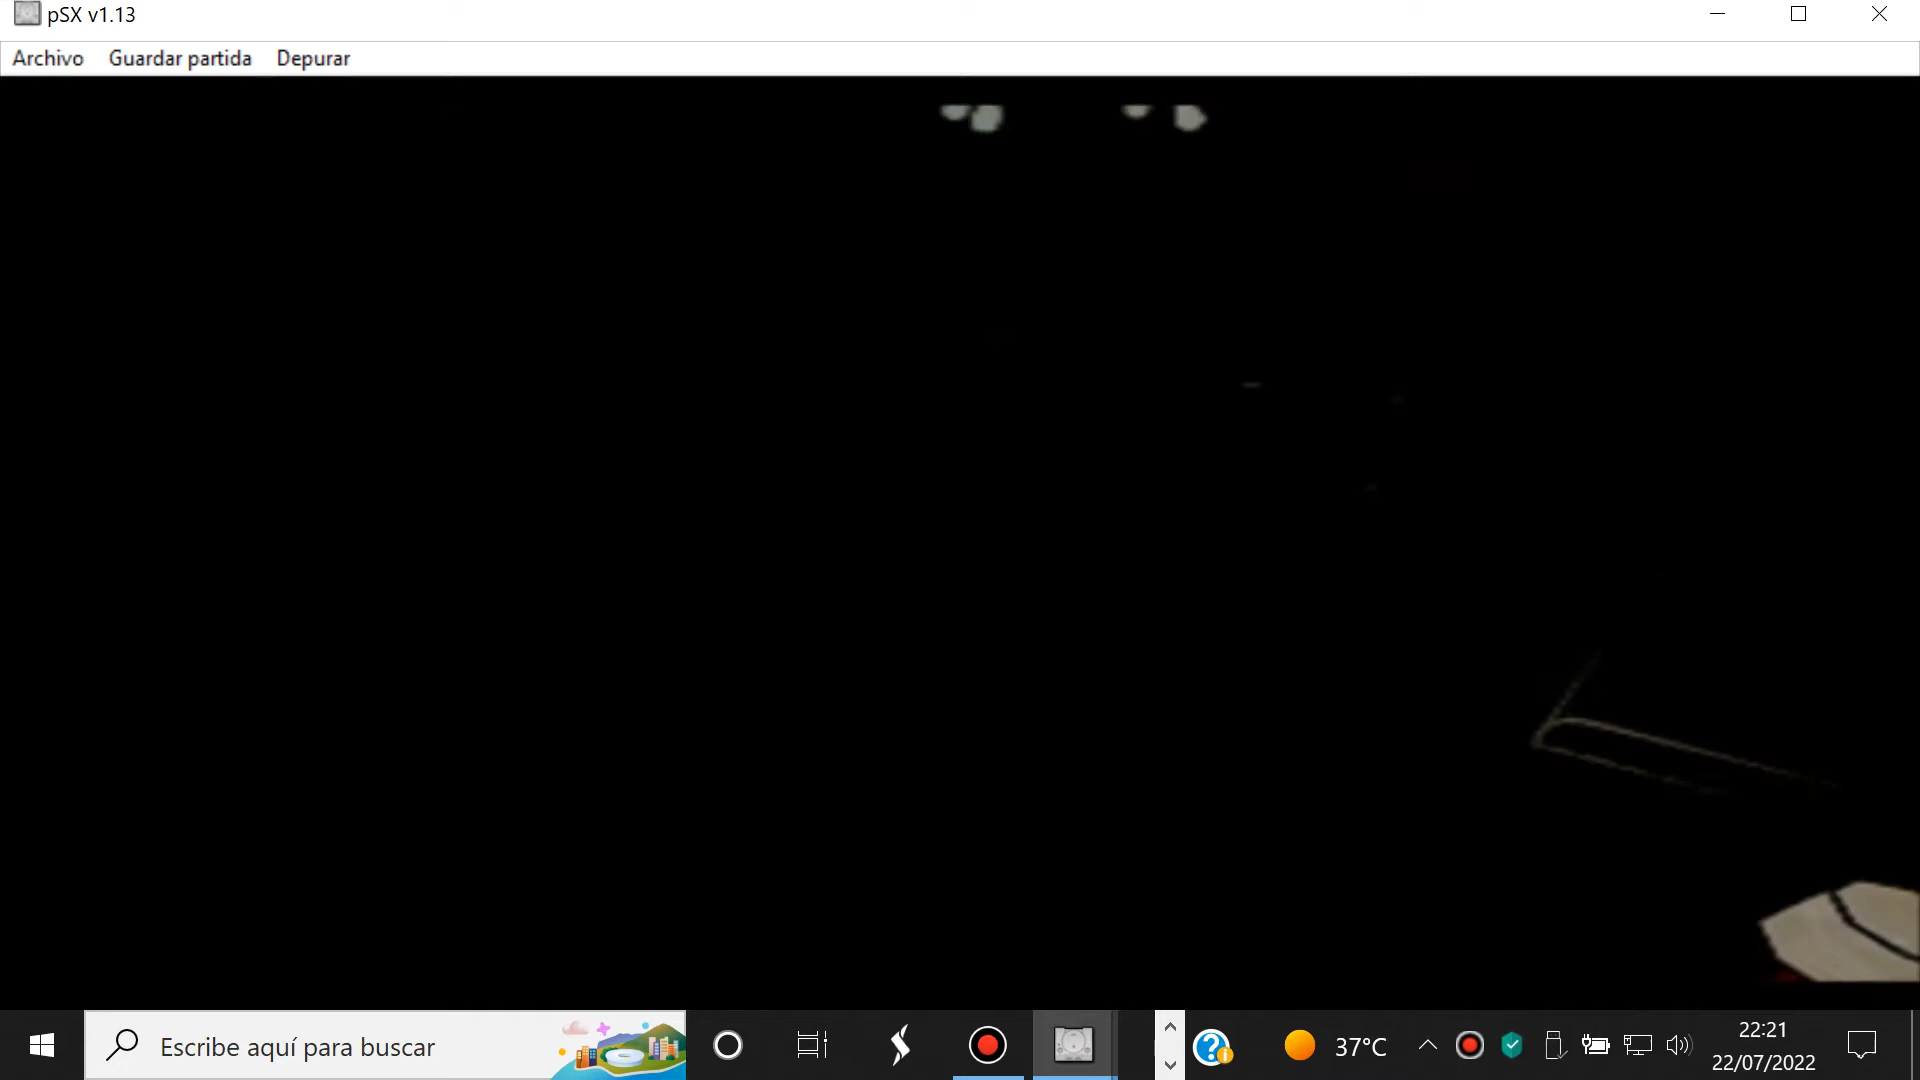 pSX v1.13
Archivo Guardar partida Depurar
Escribe aquí para buscar
37°C
22:21
22/07/2022